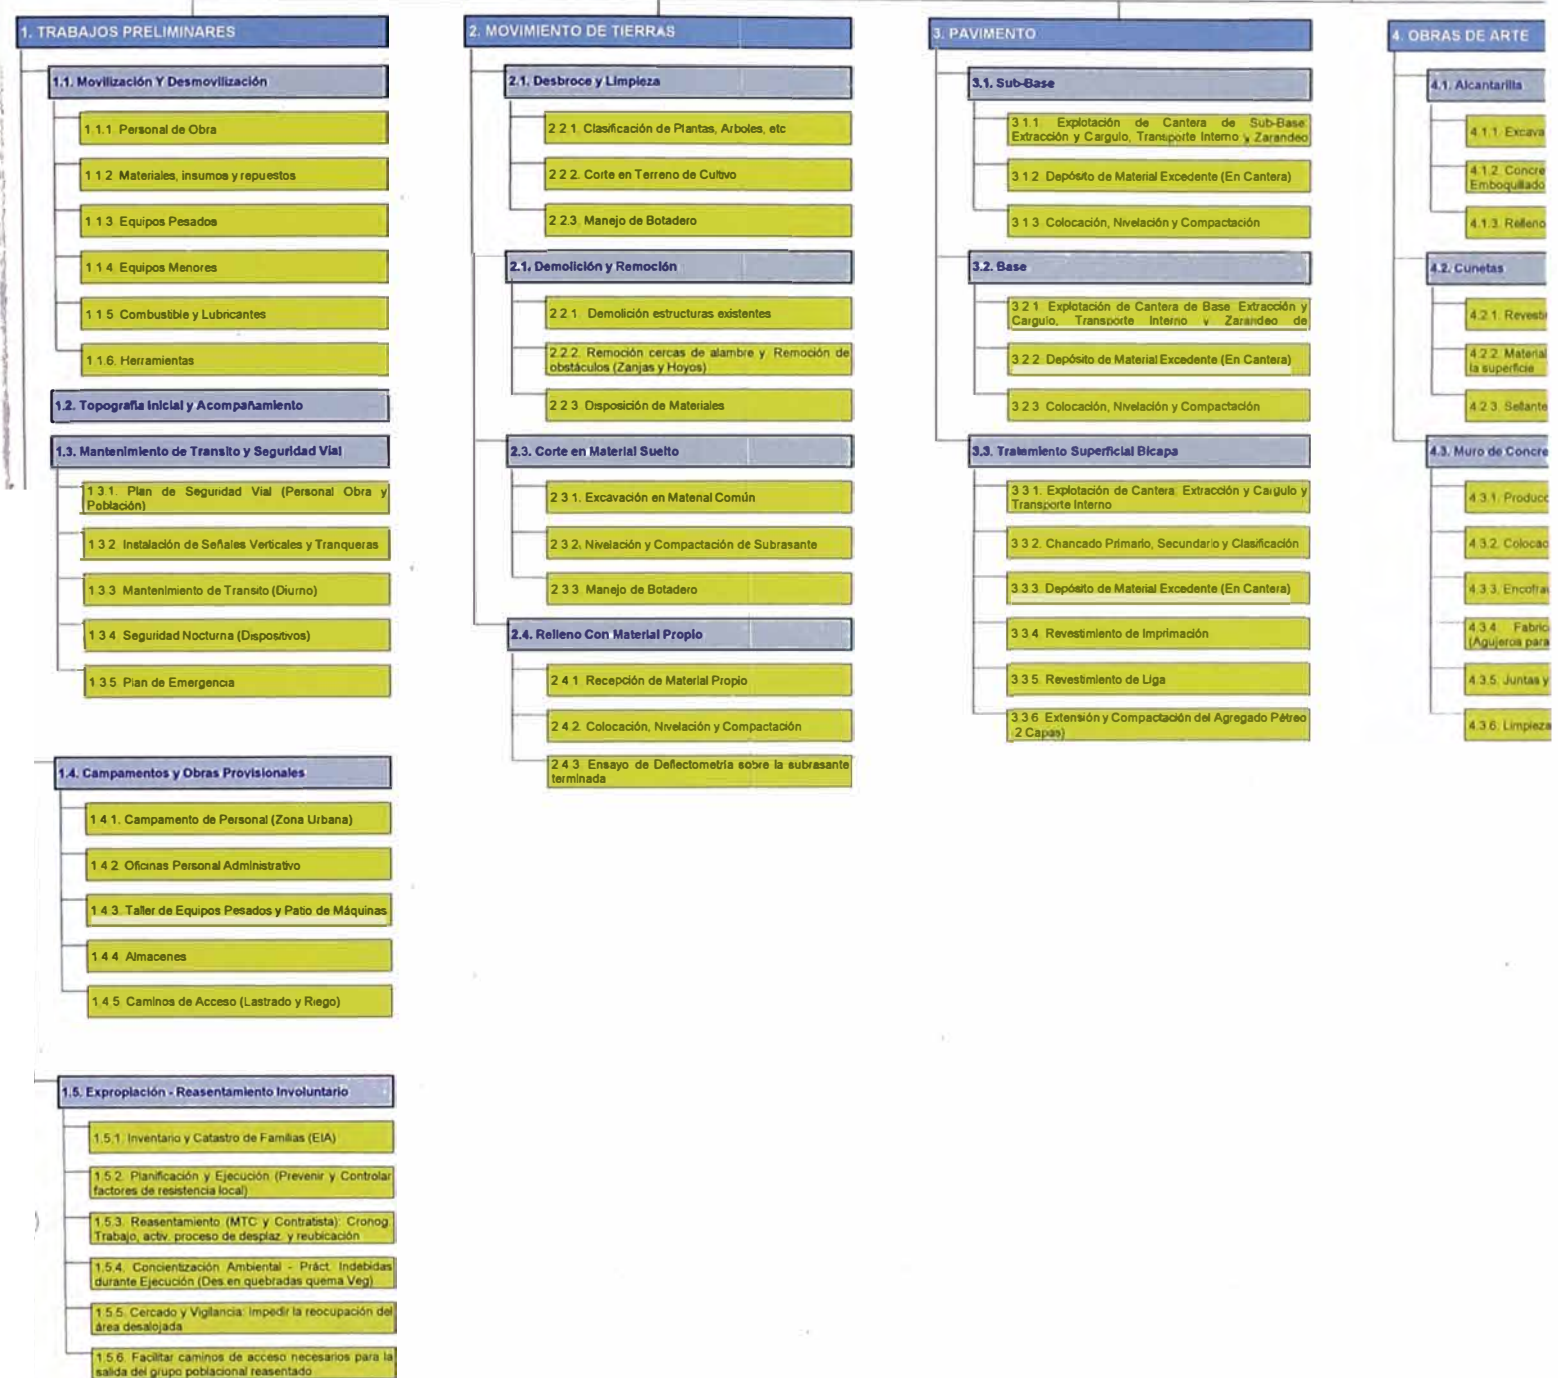 1. TRABAJOS PRELIMINARES
1.1. Movilización Y Desmovilización
1.1.1. Personal de Obra
1.1.2 Materiales, insumos y repuestos
1.1.3 Equipos Pesados
1.1.4 Equipos Menores
1.1.5 Combustible y Lubricantes
1.1.6. Herramientas
1.2. Topografía Inicial y Acompañamiento
1.3. Mantenimiento de Transito y Seguridad Vial
1.3.1. Plan de Seguridad Vial (Personal Obra y
Población)
1.3.2 Instalación de Señales Verticales y Tranqueras
1.3.3 Mantenimiento de Transito (Diurno)
1.3.4 Seguridad Nocturna (Dispositivos)
1.3.5 Plan de Emergencia
1.4. Campamentos y Obras Provisionales
1.4.1. Campamento de Personal (Zona Urbana)
1.4.2 Oficinas Personal Administrativo
1.4.3. Taller de Equipos Pesados y Patio de Máquinas
1.4.4 Almacenes
1.4.5. Caminos de Acceso (Lastrado y Riego)
1.5. Expropiación - Reasentamiento Involuntario
1.5.1. Inventario y Catastro de Familias (EIA)
1.5.2. Planificación y Ejecución (Prevenir y Controlar
factores de resistencia local)
1.5.3. Reasentamiento (MTC y Contratista): Cronog.
Trabajo, activ. proceso de desplaz. y reubicación
1.5.4. Concientización Ambiental - Práct. Indebidas
durante Ejecución (Des.en quebradas quema Veg)
1.5.5. Cercado y Vigilancia: Impedir la reocupación del
área desalojada
1.5.6. Facilitar caminos de acceso necesarios para la
salida del grupo poblacional reasentado
2. MOVIMIENTO DE TIERRAS
2.1. Desbroce y Limpieza
2.2.1. Clasificación de Plantas, Arboles, etc
2.2.2. Corte en Terreno de Cultivo
2.2.3. Manejo de Botadero
2.1. Demolición y Remoción
2.2.1. Demolición estructuras existentes
2.2.2. Remoción cercas de alambre y Remoción de
obstáculos (Zanjas y Hoyos)
2.2.3 Disposición de Materiales
2.3. Corte en Material Suelto
2.3.1. Excavación en Material Común
2.3.2. Nivelación y Compactación de Subrasante
2.3.3. Manejo de Botadero
2.4. Relleno Con Material Propio
2.4.1 Recepción de Material Propio
2.4.2. Colocación, Nivelación y Compactación
2.4.3. Ensayo de Deflectometría sobre la subrasante
terminada
3. PAVIMENTO
3.1. Sub-Base
3.1.1. Explotación de Cantera de Sub-Base:
Extracción y Carguio, Transporte Interno y Zarandeo
3.1.2 Depósito de Material Excedente (En Cantera)
3.1.3 Colocación, Nivelación y Compactación
3.2. Base
3.2.1 Explotación de Cantera de Base Extracción y
Carguio, Transporte Interno y Zarandeo de
3.2.2 Depósito de Material Excedente (En Cantera)
3.2.3 Colocación, Nivelación y Compactación
3.3. Tratamiento Superficial Bicapa
3.3.1. Explotación de Cantera: Extracción y Carguio y
Transporte Interno
3.3.2. Chancado Primario, Secundario y Clasificación
3.3.3 Depósito de Material Excedente (En Cantera)
3.3.4. Revestimiento de Imprimación
3.3.5. Revestimiento de Liga
3.3.6 Extensión y Compactación del Agregado Pétreo
2 Capas)
4. OBRAS DE ARTE
4.1. Alcantarilla
4.1.1. Excava
4.1.2. Concre
Emboquillado
4.1.3. Relleno
4.2. Cunetas
4.2.1. Revesti
4.2.2. Material
la superficie
4.2.3. Sellante
4.3. Muro de Concre
4.3.1. Producc
4.3.2. Colocac
4.3.3. Encofra
4.3.4. Fabric
(Agujeros para
4.3.5. Juntas y
4.3.6. Limpieza